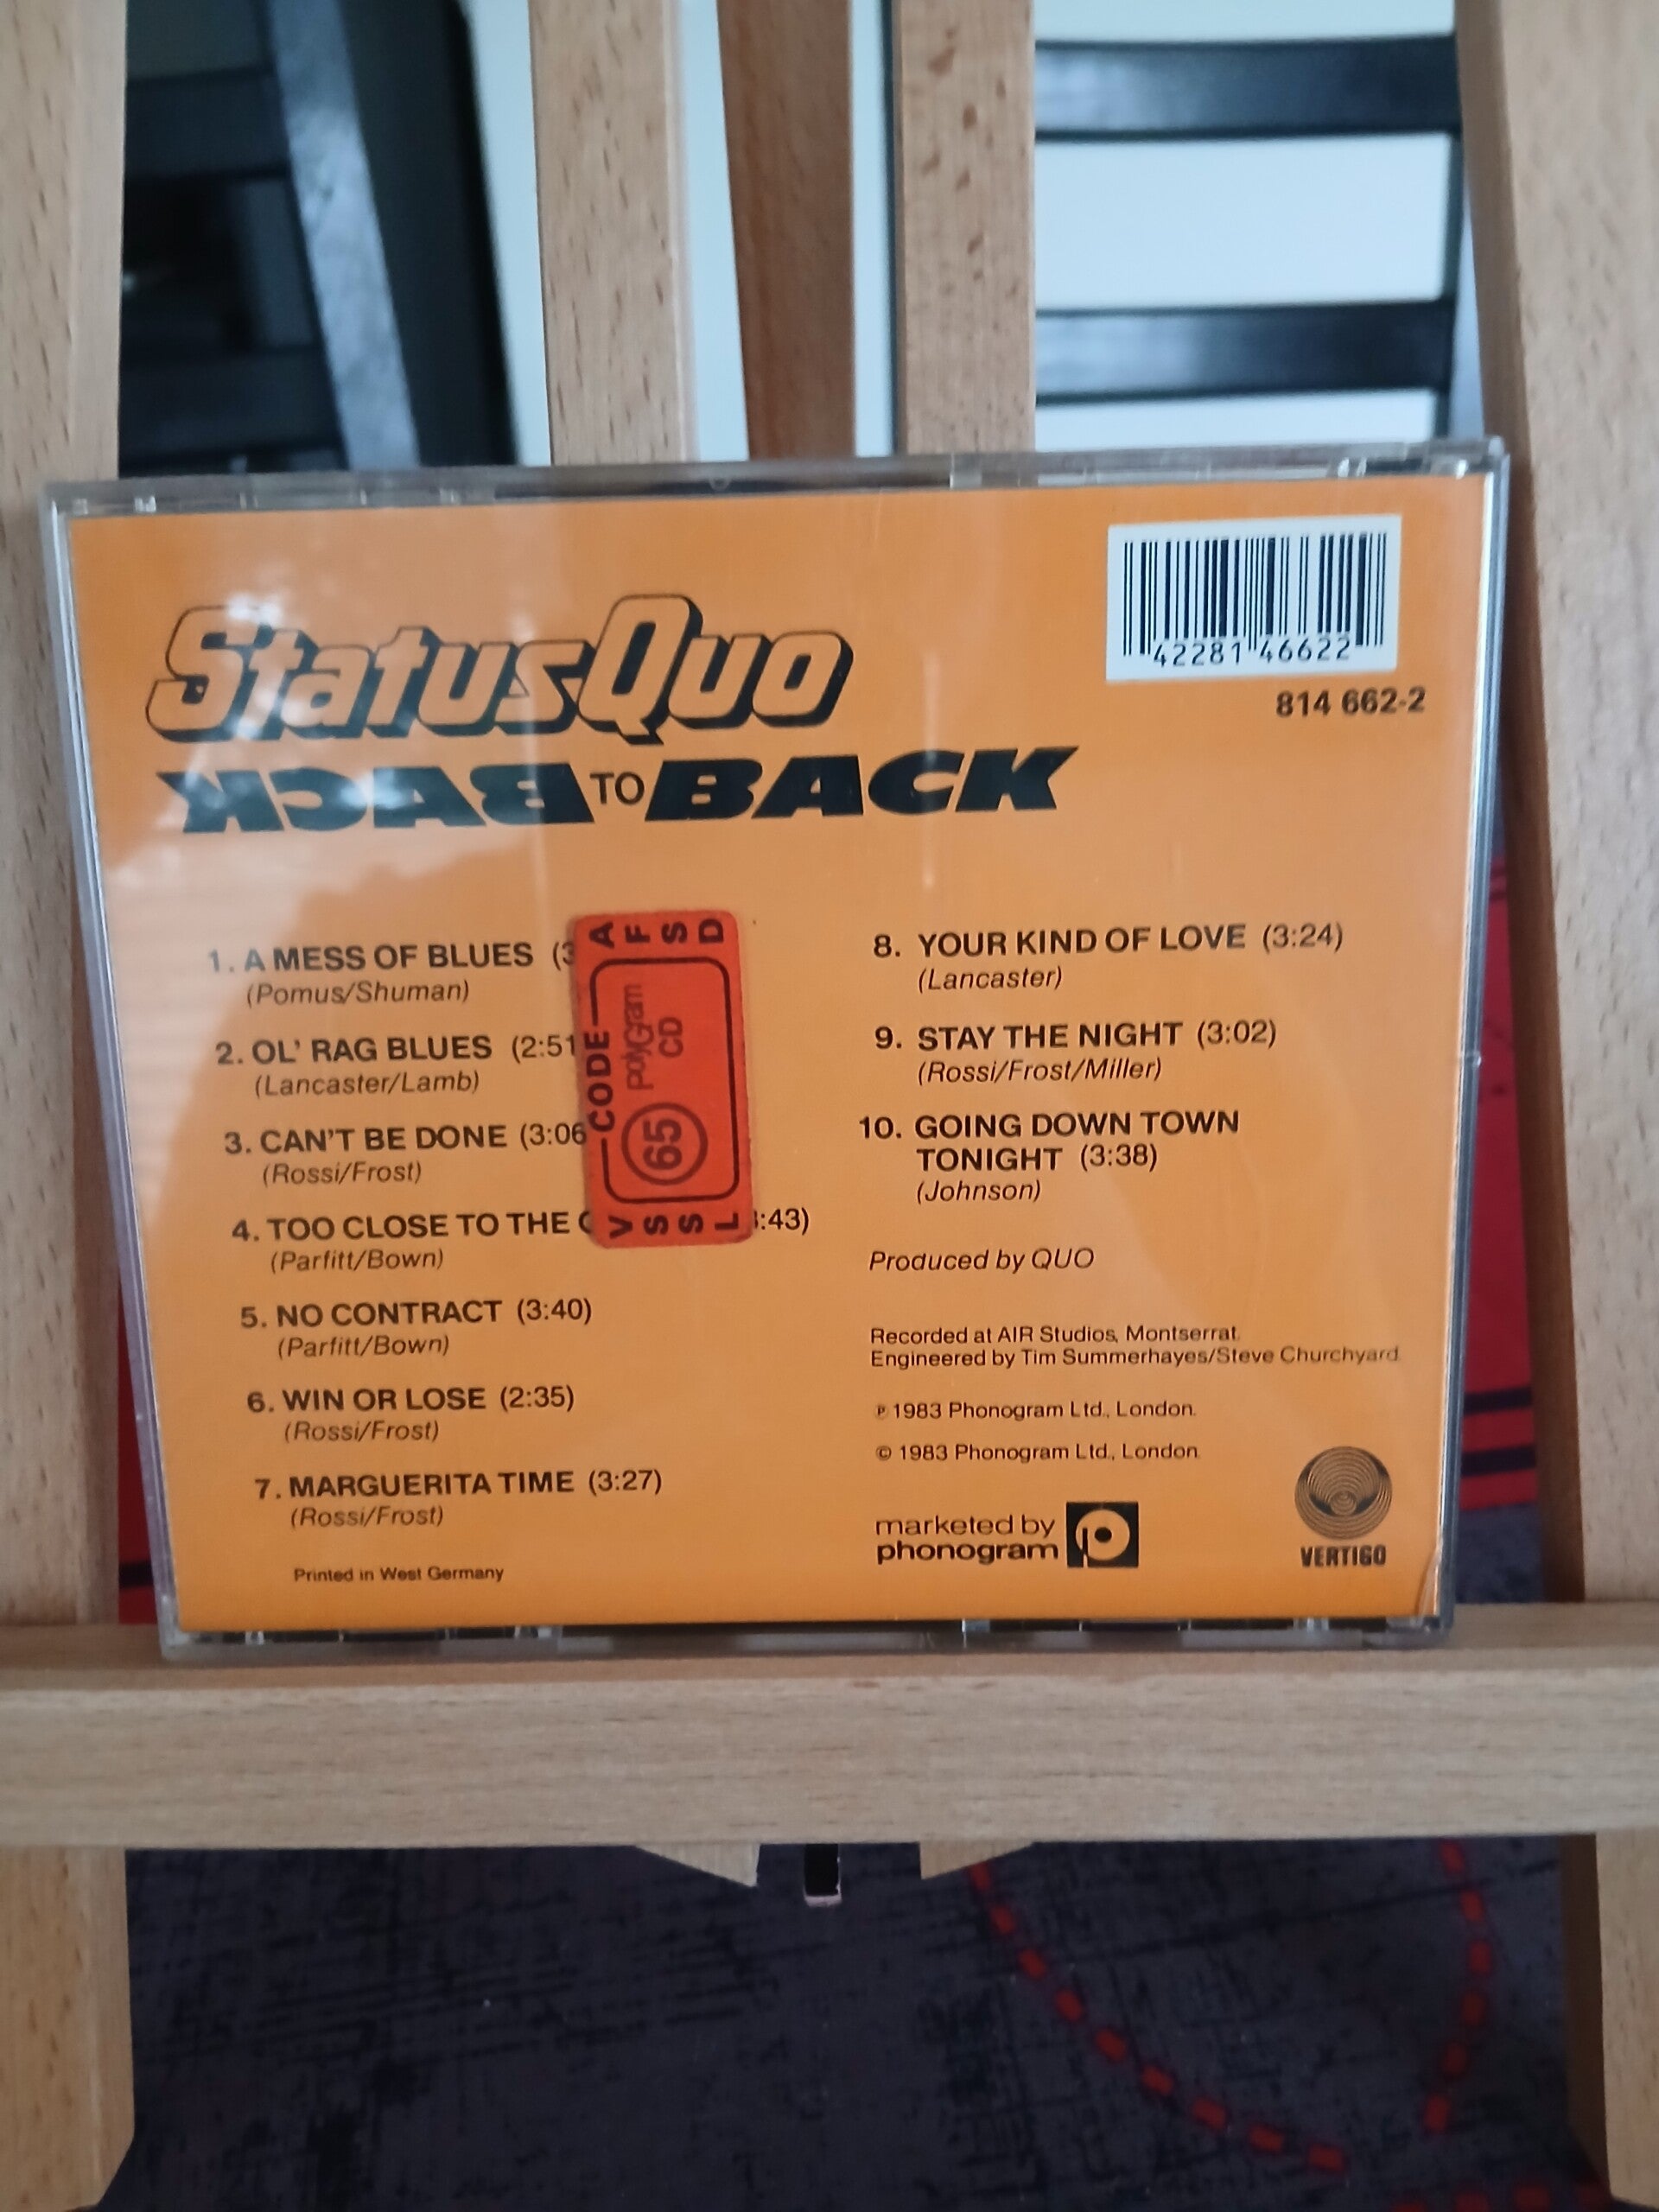 Status Quo
BACK TO BACK
42281 46622
814 662-2
1. A MESS OF BLUES (3
(Pomus/Shuman)
2. OL' RAG BLUES (2:51
(Lancaster/Lamb)
3. CAN'T BE DONE (3:06
(Rossi/Frost)
4. TOO CLOSE TO THE :43)
(Parfitt/Bown)
5. NO CONTRACT (3:40)
(Parfitt/Bown)
6. WIN OR LOSE (2:35)
(Rossi/Frost)
7. MARGUERITA TIME (3:27)
(Rossi/Frost)
Printed in West Germany
A F S D
CODE
polyGram
CD
65
V S S L
8. YOUR KIND OF LOVE (3:24)
(Lancaster)
9. STAY THE NIGHT (3:02)
(Rossi/Frost/Miller)
10. GOING DOWN TOWN
TONIGHT (3:38)
(Johnson)
Produced by QUO
Recorded at AIR Studios, Montserrat.
Engineered by Tim Summerhayes/Steve Churchyard.
℗ 1983 Phonogram Ltd., London.
© 1983 Phonogram Ltd., London.
marketed by
phonogram
VERTIGO